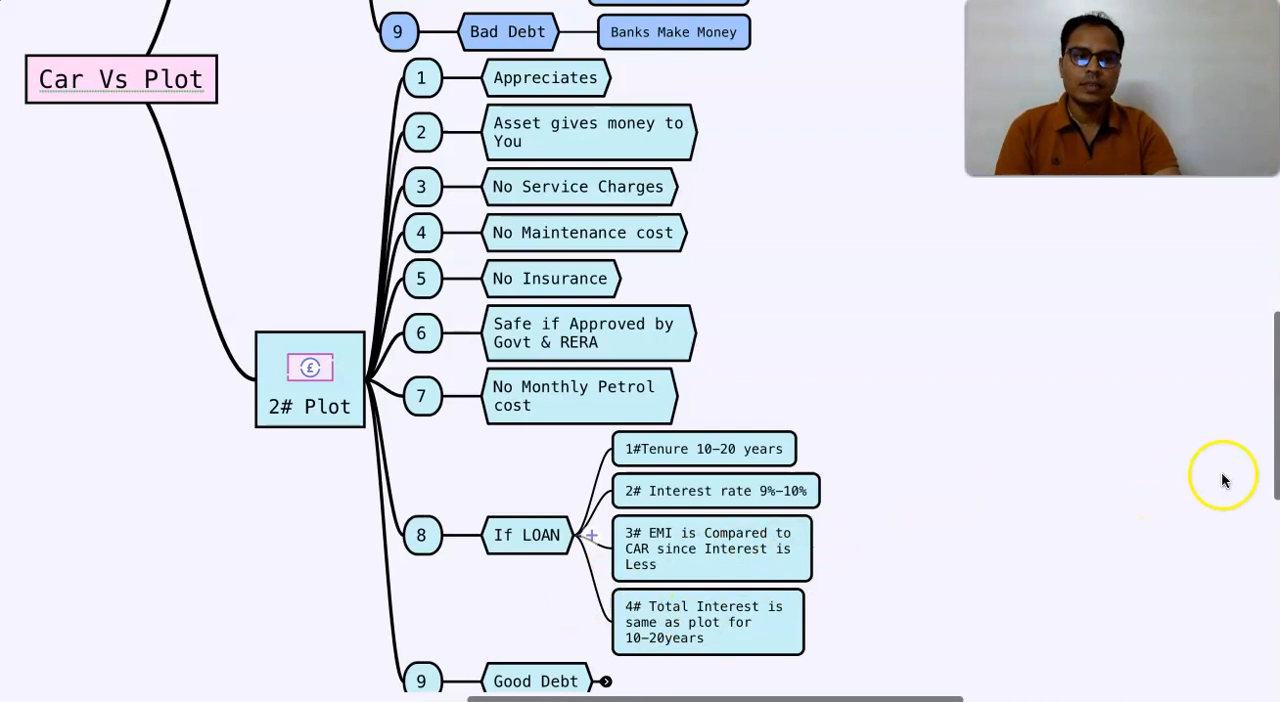 9
Bad Debt
Banks Make Money
Car Vs Plot
1
Appreciates
2
Asset gives money to
You
3
No Service Charges
4
No Maintenance cost
5
No Insurance
6
Safe if Approved by
Govt & RERA
£
2# Plot
7
No Monthly Petrol
cost
8
If LOAN
1#Tenure 10-20 years
2# Interest rate 9%-10%
3# EMI is Compared to
CAR since Interest is
Less
4# Total Interest is
same as plot for
10-20years
9
Good Debt